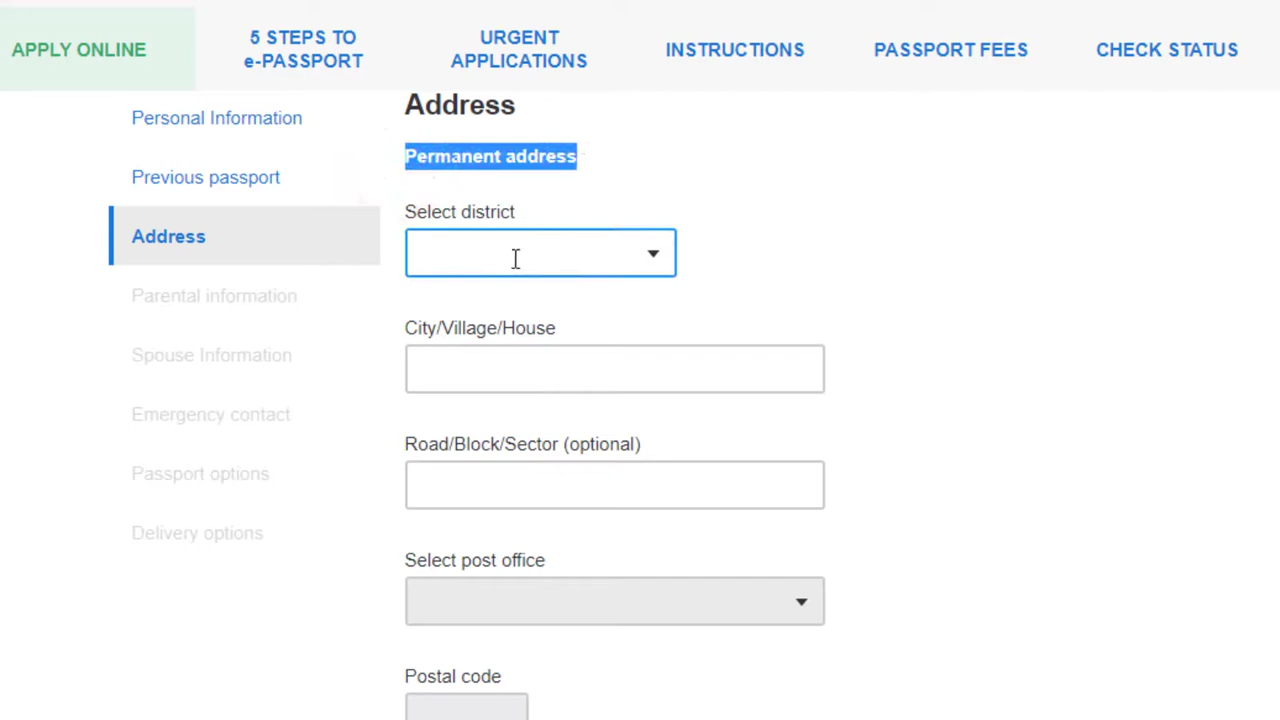 APPLY ONLINE
5 STEPS TO
e-PASSPORT
URGENT
APPLICATIONS
INSTRUCTIONS
PASSPORT FEES
CHECK STATUS
Personal Information
Previous passport
Address
Parental information
Spouse Information
Emergency contact
Passport options
Delivery options
Address
Permanent address
Select district
City/Village/House
Road/Block/Sector (optional)
Select post office
Postal code